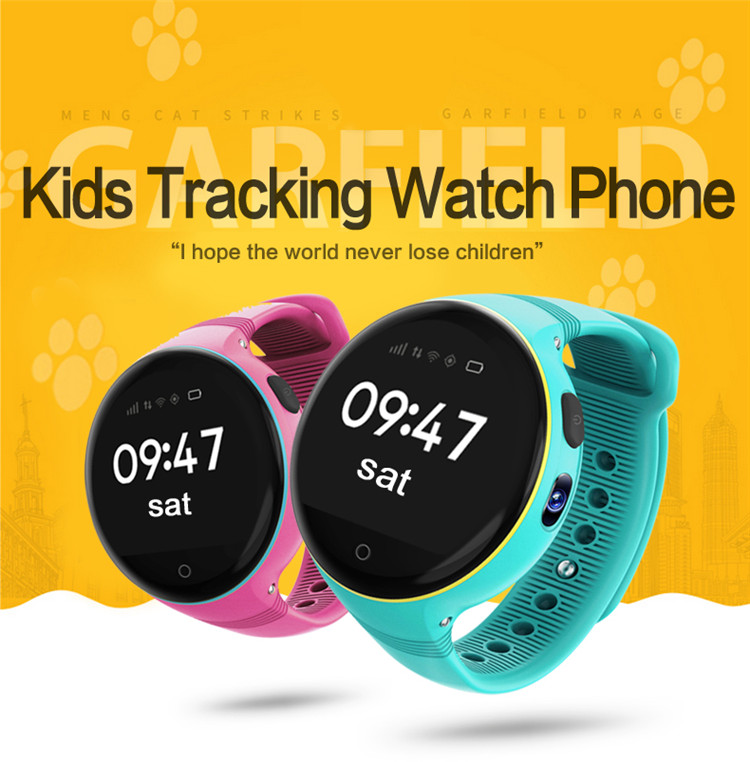 MENG CAT STRIKES
GARFIELD RAGE
GARFIELD
Kids Tracking Watch Phone
“I hope the world never lose children”
09:47
sat
09:47
sat